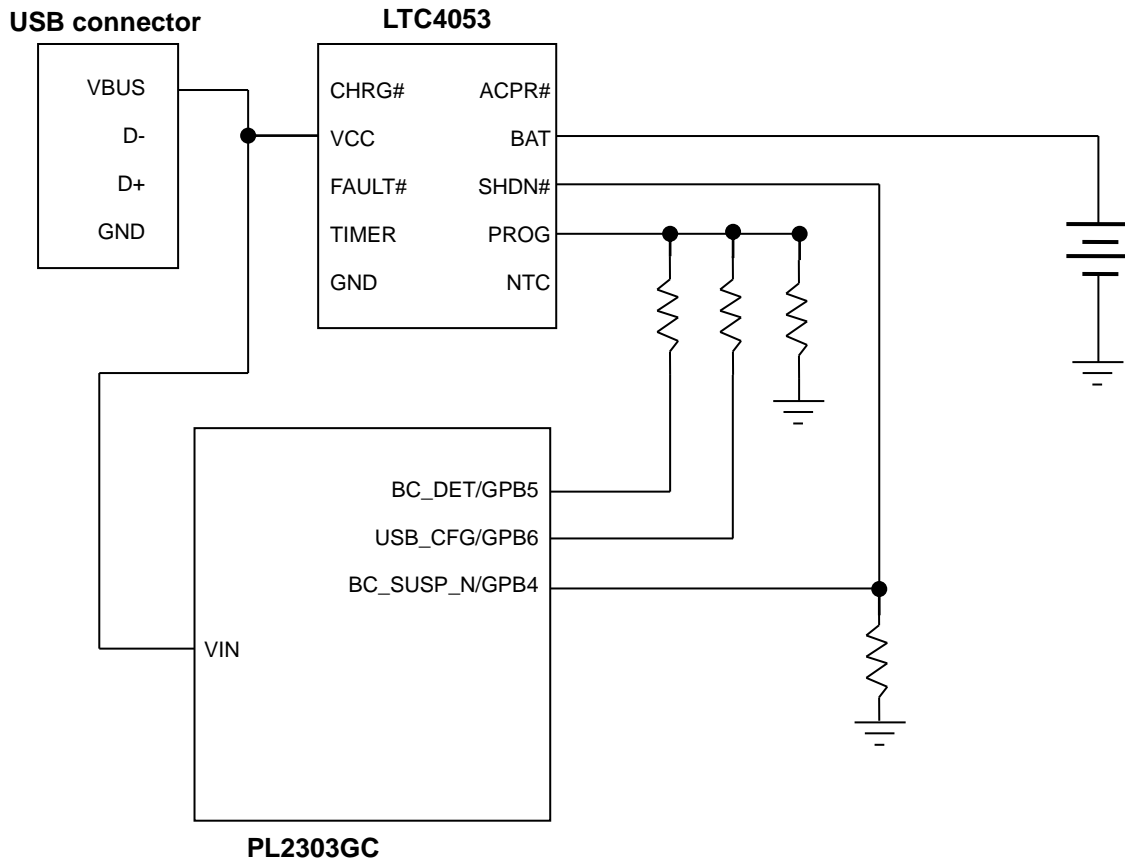 USB connector
LTC4053
VBUS
D-
D+
GND
CHRG#
VCC
FAULT#
TIMER
GND
ACPR#
BAT
SHDN#
PROG
NTC
BC_DET/GPB5
USB_CFG/GPB6
BC_SUSP_N/GPB4
VIN
PL2303GC